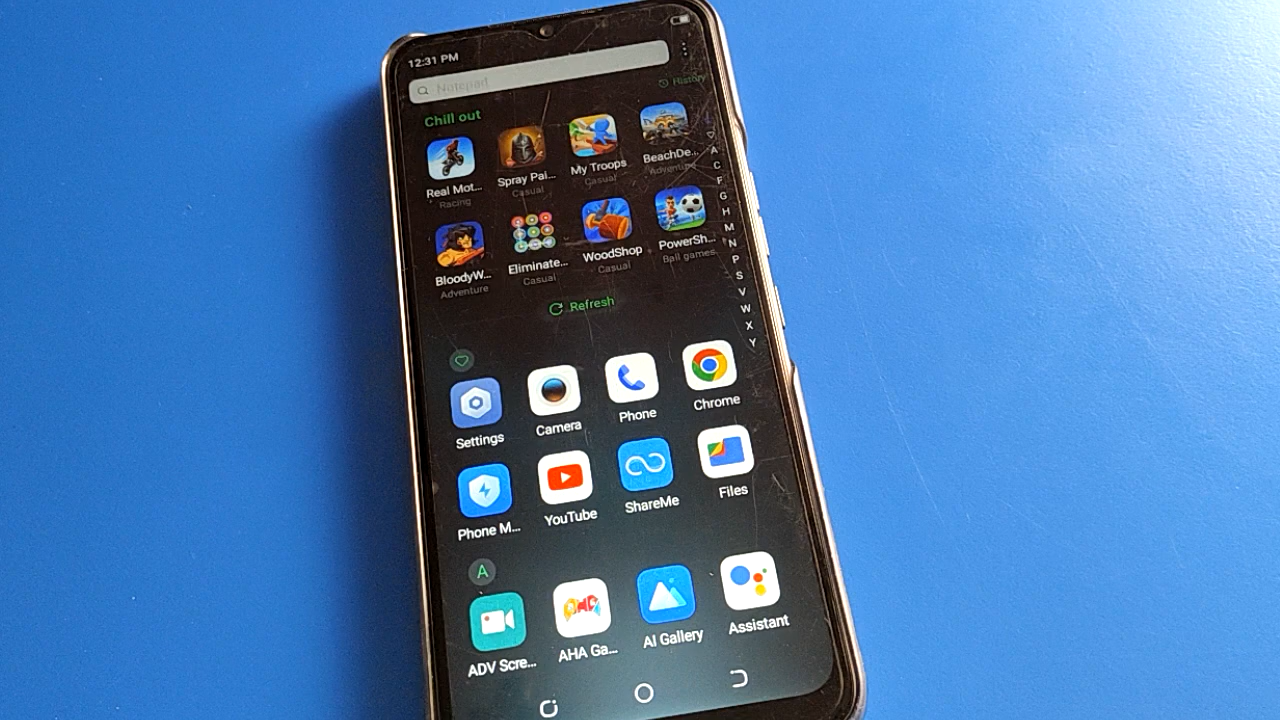 12:31 PM
Notepad
History
Chill out
Real Mot...
Racing
Spray Pai...
Casual
My Troops
Casual
BeachDe...
Adventure
BloodyW...
Adventure
Eliminate...
Casual
WoodShop
Casual
PowerSh...
Ball games
Refresh
A
C
F
G
H
M
N
P
S
V
W
X
Y
Settings
Camera
Phone
Chrome
Phone M...
YouTube
ShareMe
Files
A
ADV Scre...
AHA Ga...
AI Gallery
Assistant